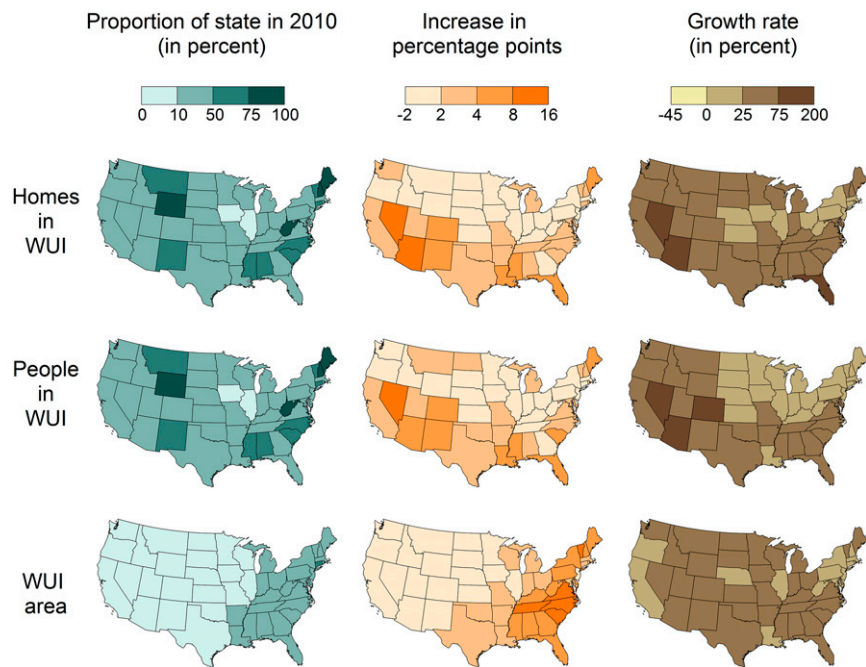 Proportion of state in 2010
(in percent)
Increase in
percentage points
Growth rate
(in percent)
0 10 50 75 100
-2 2 4 8 16
-45 0 25 75 200
Homes
in
WUI
People
in
WUI
WUI
area